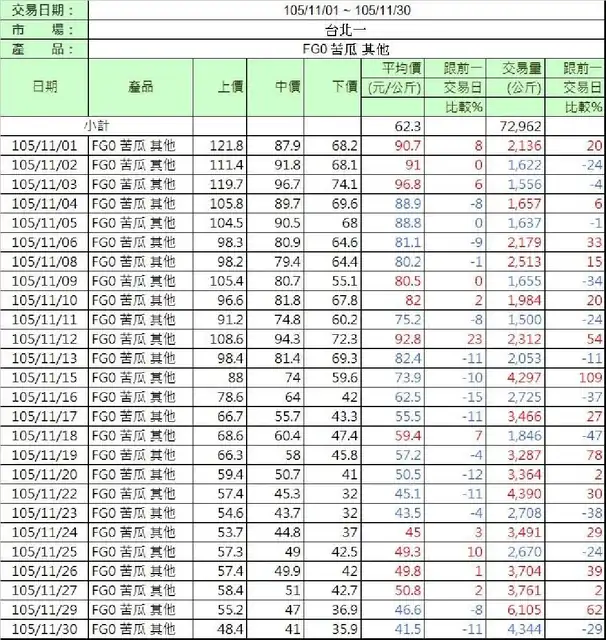 交易日期： 105/11/01 ~ 105/11/30
市 場： 台北一
產 品： FG0 苦瓜 其他
日期 產品 上價 中價 下價 平均價 (元/公斤) 跟前一 交易日 比較% 交易量 (公斤) 跟前一 交易日 比較%
小計 62.3 72,962
105/11/01 FG0 苦瓜 其他 121.8 87.9 68.2 90.7 8 2,136 20
105/11/02 FG0 苦瓜 其他 111.4 91.8 68.1 91 0 1,622 -24
105/11/03 FG0 苦瓜 其他 119.7 96.7 74.1 96.8 6 1,556 -4
105/11/04 FG0 苦瓜 其他 105.8 89.7 69.6 88.9 -8 1,657 6
105/11/05 FG0 苦瓜 其他 104.5 90.5 68 88.8 0 1,637 -1
105/11/06 FG0 苦瓜 其他 98.3 80.9 64.6 81.1 -9 2,179 33
105/11/08 FG0 苦瓜 其他 98.2 79.4 64.4 80.2 -1 2,513 15
105/11/09 FG0 苦瓜 其他 105.4 80.7 55.1 80.5 0 1,655 -34
105/11/10 FG0 苦瓜 其他 96.6 81.8 67.8 82 2 1,984 20
105/11/11 FG0 苦瓜 其他 91.2 74.8 60.2 75.2 -8 1,500 -24
105/11/12 FG0 苦瓜 其他 108.6 94.3 72.3 92.8 23 2,312 54
105/11/13 FG0 苦瓜 其他 98.4 81.4 69.3 82.4 -11 2,053 -11
105/11/15 FG0 苦瓜 其他 88 74 59.6 73.9 -10 4,297 109
105/11/16 FG0 苦瓜 其他 78.6 64 42 62.5 -15 2,725 -37
105/11/17 FG0 苦瓜 其他 66.7 55.7 43.3 55.5 -11 3,466 27
105/11/18 FG0 苦瓜 其他 68.6 60.4 47.4 59.4 7 1,846 -47
105/11/19 FG0 苦瓜 其他 66.3 58 45.8 57.2 -4 3,287 78
105/11/20 FG0 苦瓜 其他 59.4 50.7 41 50.5 -12 3,364 2
105/11/22 FG0 苦瓜 其他 57.4 45.3 32 45.1 -11 4,390 30
105/11/23 FG0 苦瓜 其他 54.6 43.7 32 43.5 -4 2,708 -38
105/11/24 FG0 苦瓜 其他 53.7 44.8 37 45 3 3,491 29
105/11/25 FG0 苦瓜 其他 57.3 49 42.5 49.3 10 2,670 -24
105/11/26 FG0 苦瓜 其他 57.4 49.9 42 49.8 1 3,704 39
105/11/27 FG0 苦瓜 其他 58.4 51 42.7 50.8 2 3,761 2
105/11/29 FG0 苦瓜 其他 55.2 47 36.9 46.6 -8 6,105 62
105/11/30 FG0 苦瓜 其他 48.4 41 35.9 41.5 -11 4,344 -29